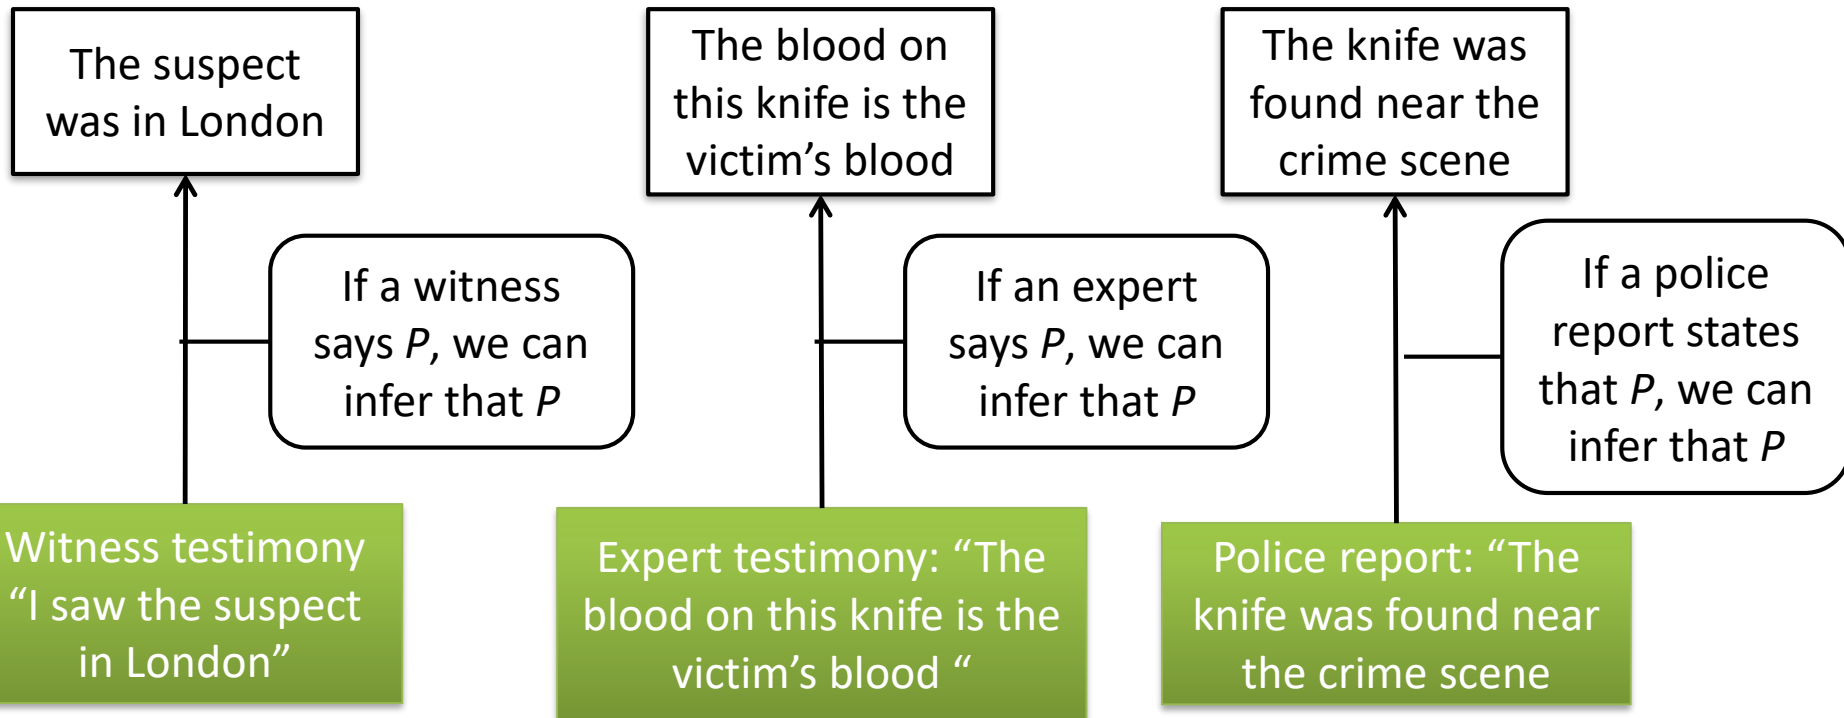 The suspect
was in London
The blood on
this knife is the
victim’s blood
The knife was
found near the
crime scene
If a witness
says P, we can
infer that P
If an expert
says P, we can
infer that P
If a police
report states
that P, we can
infer that P
Witness testimony
“I saw the suspect
in London”
Expert testimony: “The
blood on this knife is the
victim’s blood “
Police report: “The
knife was found near
the crime scene